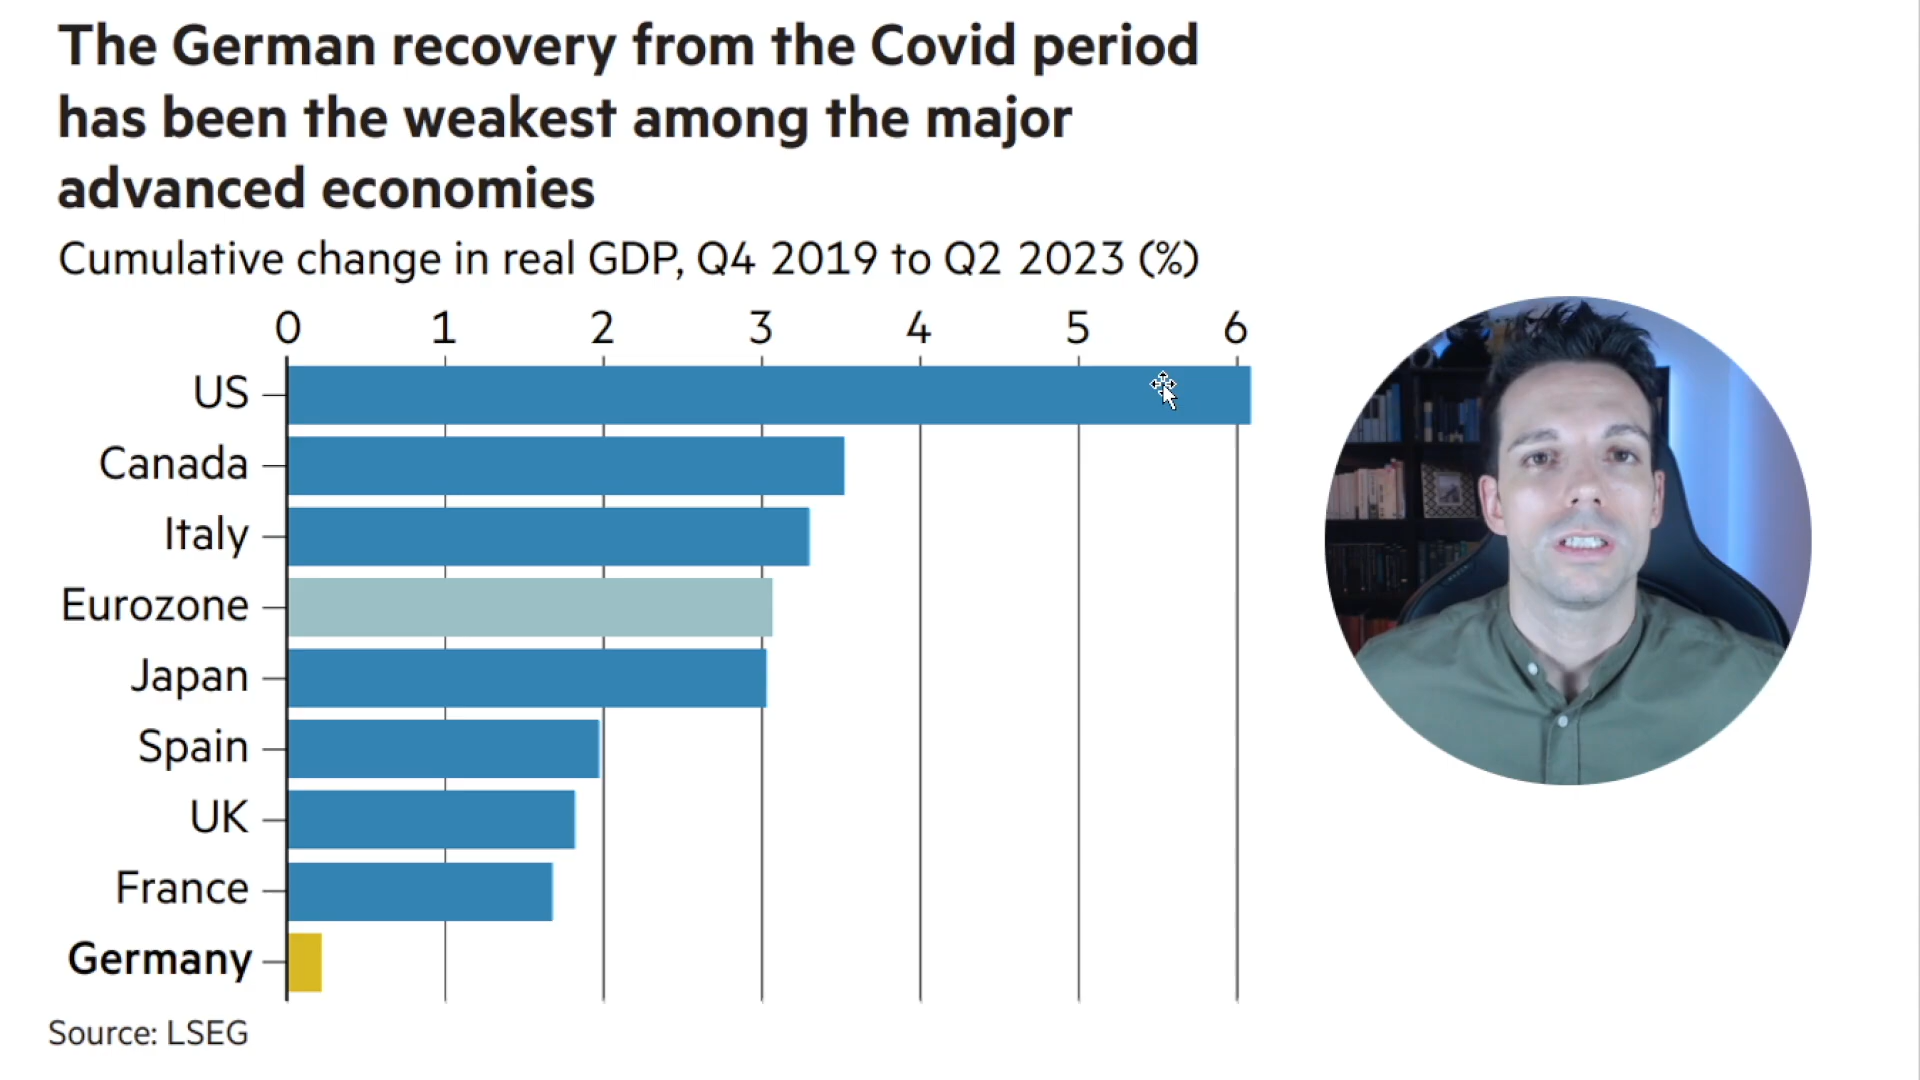 The German recovery from the Covid period
has been the weakest among the major
advanced economies
Cumulative change in real GDP, Q4 2019 to Q2 2023 (%)
0 1 2 3 4 5 6
US
Canada
Italy
Eurozone
Japan
Spain
UK
France
Germany
Source: LSEG